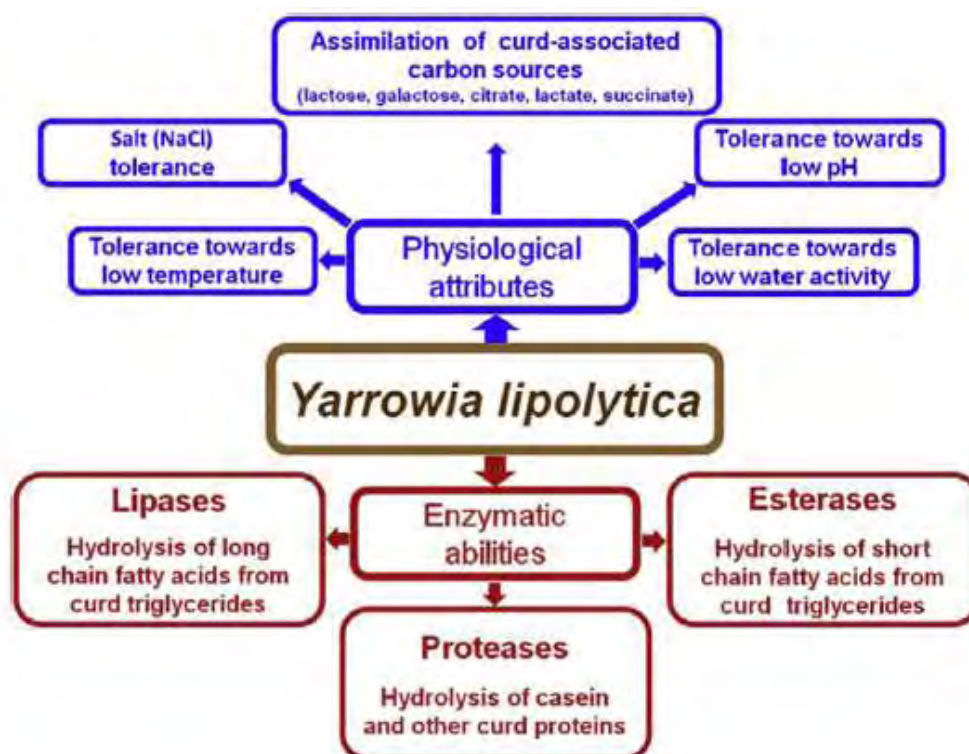 Assimilation of curd-associated
carbon sources
(lactose, galactose, citrate, lactate, succinate)
Salt (NaCl)
tolerance
Tolerance towards
low pH
Tolerance towards
low temperature
Physiological
attributes
Tolerance towards
low water activity
Yarrowia lipolytica
Lipases
Hydrolysis of long
chain fatty acids from
curd triglycerides
Enzymatic
abilities
Esterases
Hydrolysis of short
chain fatty acids from
curd triglycerides
Proteases
Hydrolysis of casein
and other curd proteins